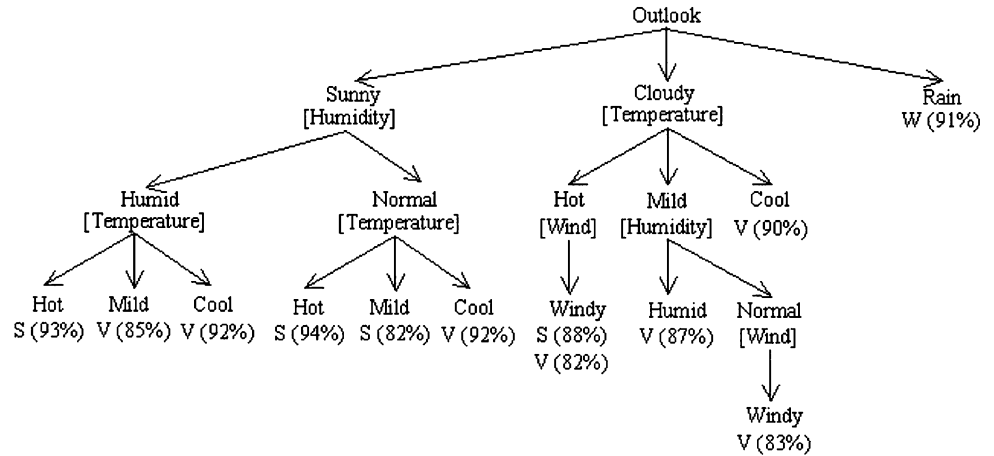 Outlook
Sunny
[Humidity]
Cloudy
[Temperature]
Rain
W (91%)
Humid
[Temperature]
Normal
[Temperature]
Hot
[Wind]
Mild
[Humidity]
Cool
V (90%)
Hot
S (93%)
Mild
V (85%)
Cool
V (92%)
Hot
S (94%)
Mild
S (82%)
Cool
V (92%)
Windy
S (88%)
V (82%)
Humid
V (87%)
Normal
[Wind]
Windy
V (83%)